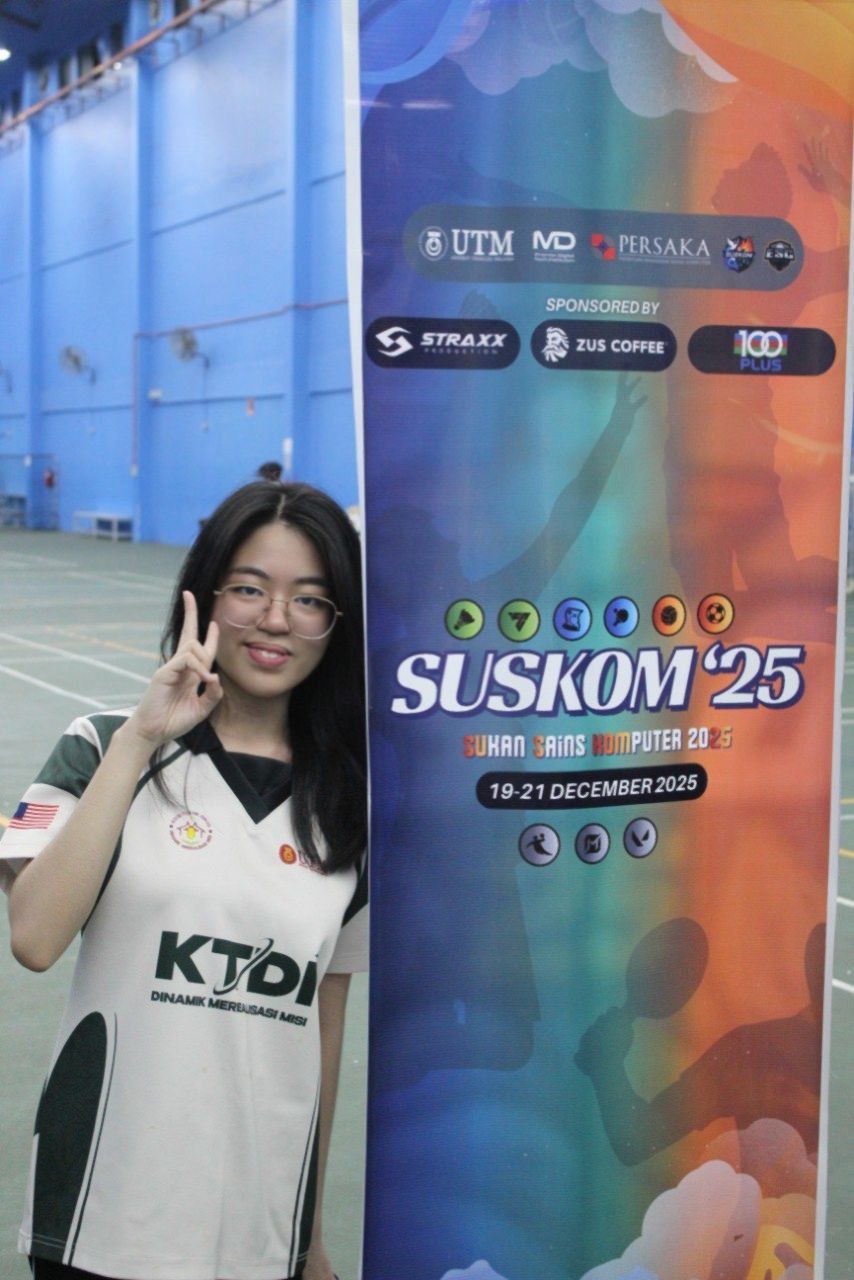 UTM
MD
PERSAKA
SPONSORED BY
STRAXX
PRODUCTION
ZUS COFFEE
100
PLUS
SUSKOM '25
SUKAN SAiNS KOMPUTER 2025
19-21 DECEMBER 2025
KTDI
DINAMIK MEREALISASI MISI